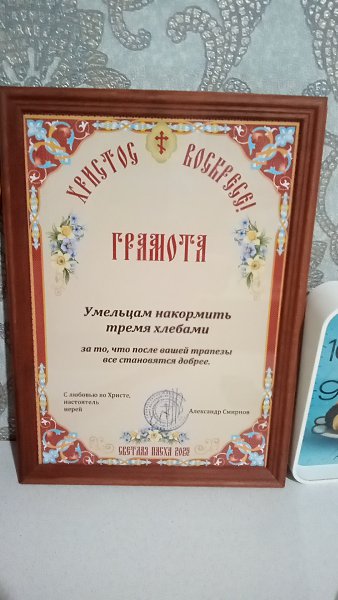 ХРИСТОС ВОСКРЕСЕ!
ГРАМОТА
Умельцам накормить
тремя хлебами
за то, что после вашей трапезы
все становятся добрее.
С любовью во Христе,
настоятель
иерей
Александр Смирнов
СВЕТЛАЯ ПАСХА